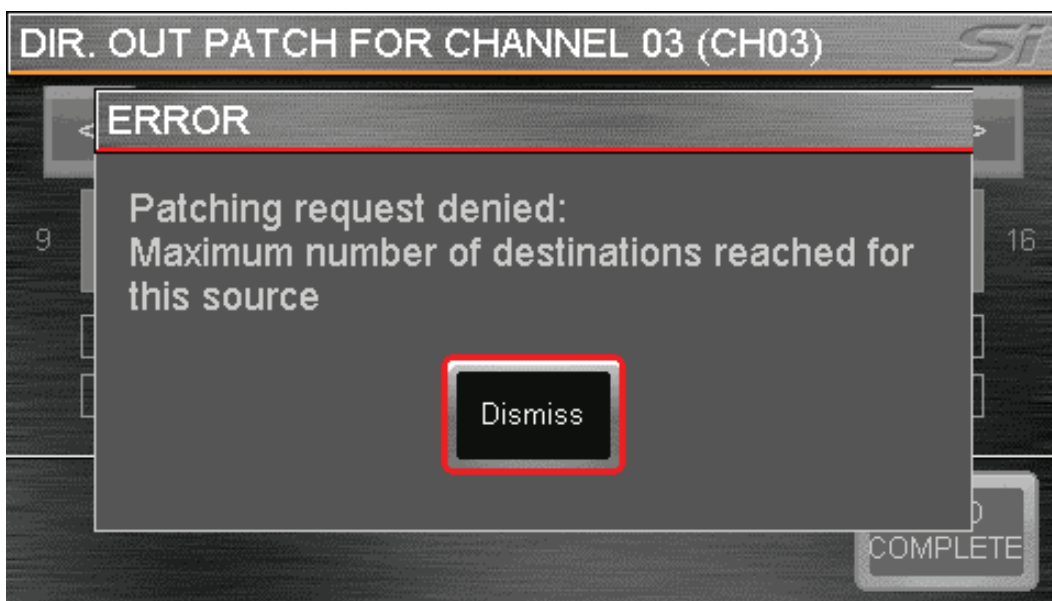 DIR. OUT PATCH FOR CHANNEL 03 (CH03)
Si
<
ERROR
>
Patching request denied:
Maximum number of destinations reached for
this source
9
16
Dismiss
COMPLETE